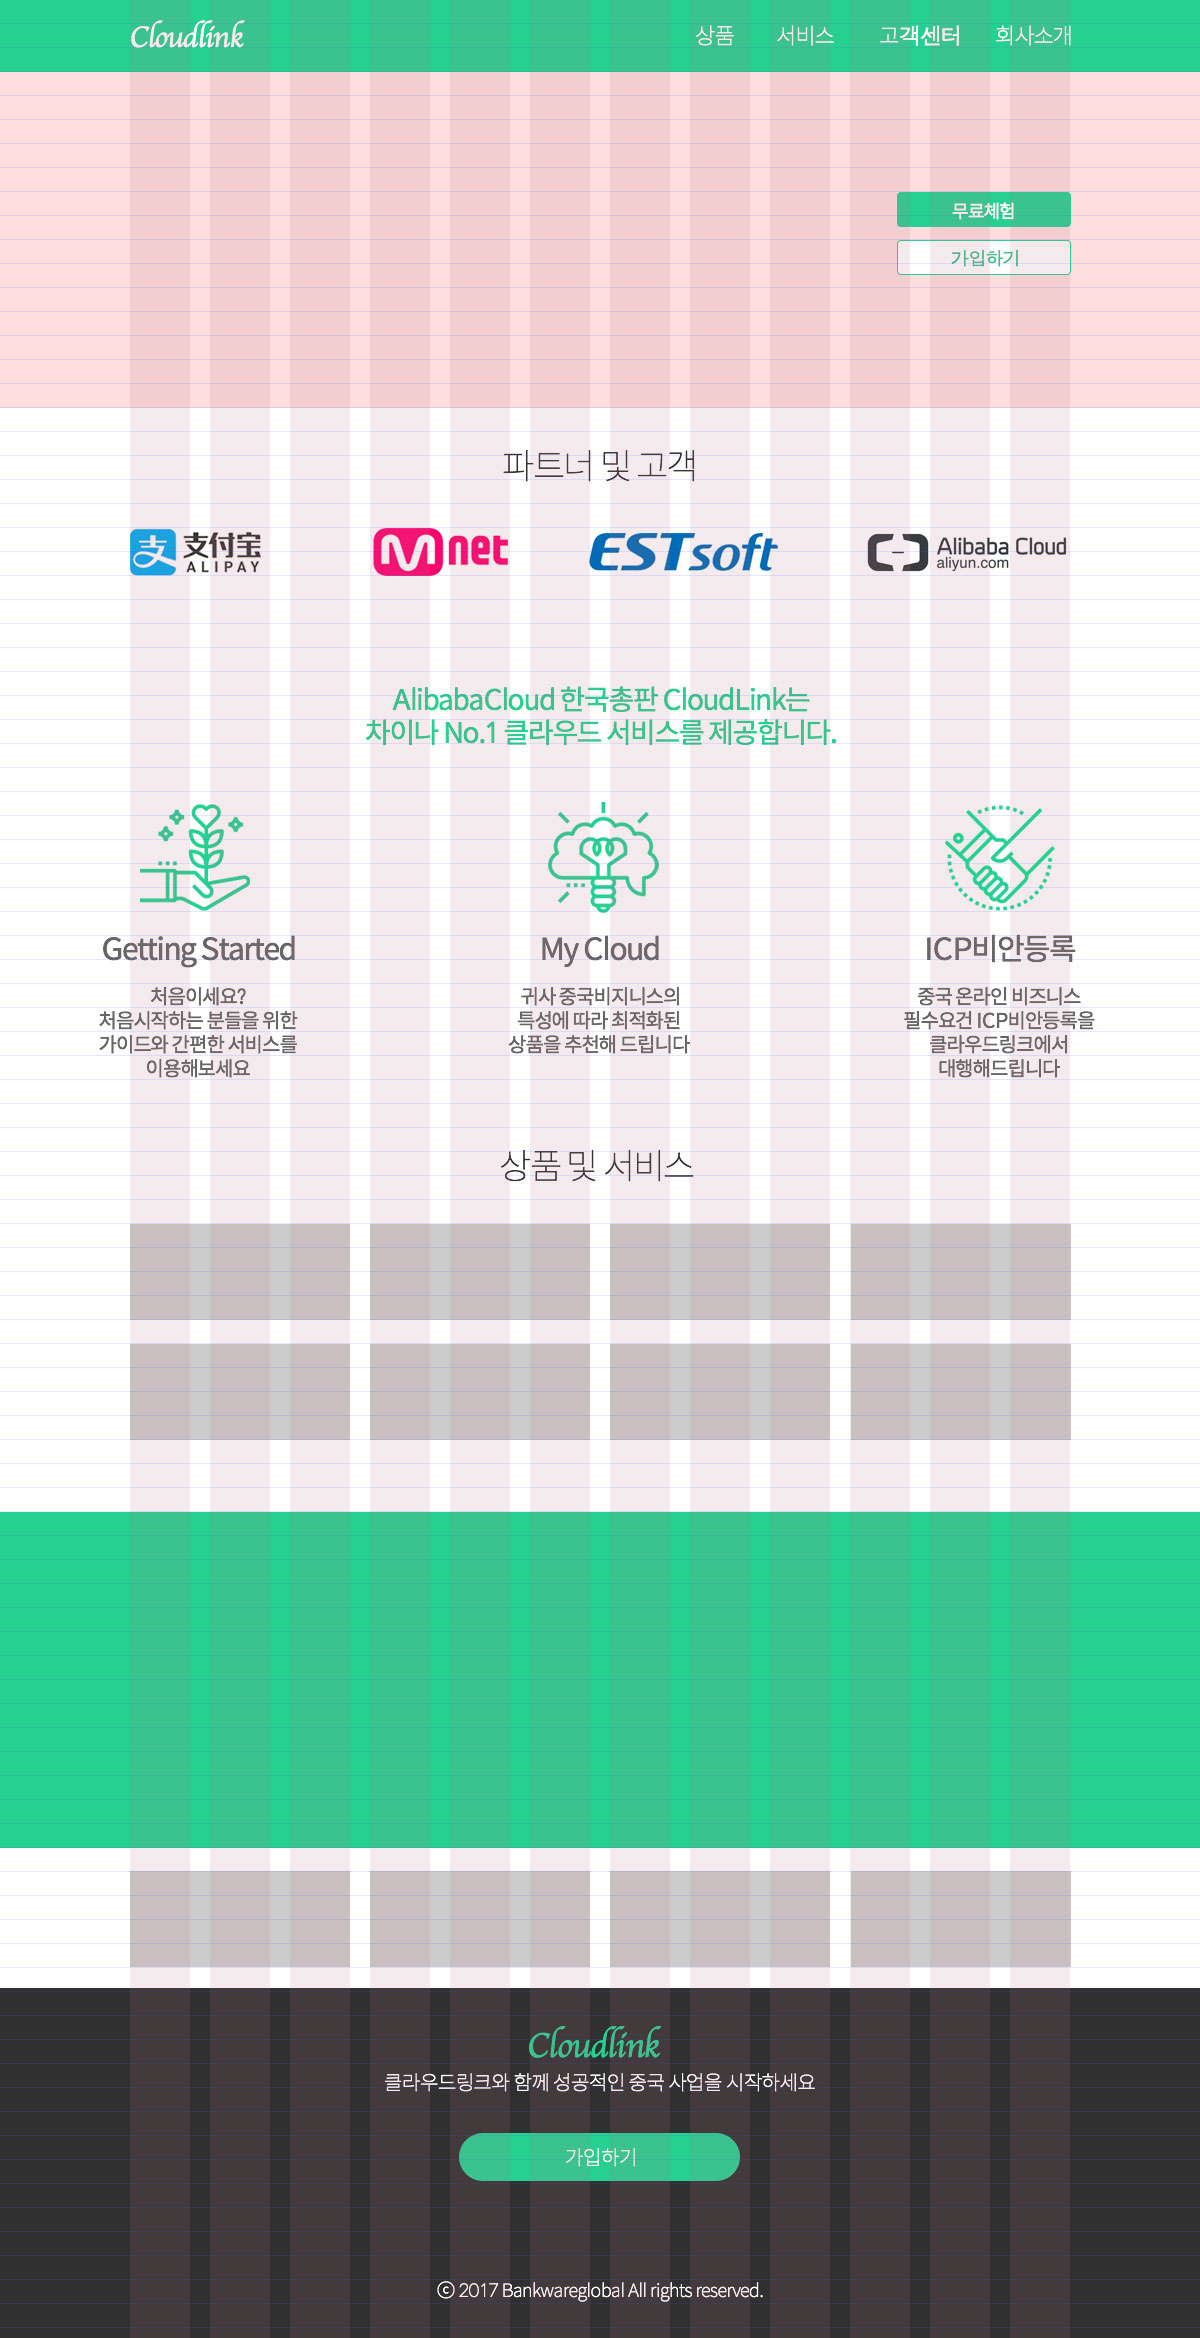 Cloudlink
상품 서비스 고객센터 회사소개
무료체험
가입하기
파트너 및 고객
支 支付宝 ALIPAY
M net
ESTsoft
Alibaba Cloud
aliyun.com
AlibabaCloud 한국총판 CloudLink는
차이나 No.1 클라우드 서비스를 제공합니다.
Getting Started
처음이세요?
처음시작하는 분들을 위한
가이드와 간편한 서비스를
이용해보세요
My Cloud
귀사 중국비지니스의
특성에 따라 최적화된
상품을 추천해 드립니다
ICP비안등록
중국 온라인 비즈니스
필수요건 ICP비안등록을
클라우드링크에서
대행해드립니다
상품 및 서비스
Cloudlink
클라우드링크와 함께 성공적인 중국 사업을 시작하세요
가입하기
ⓒ 2017 Bankwareglobal All rights reserved.